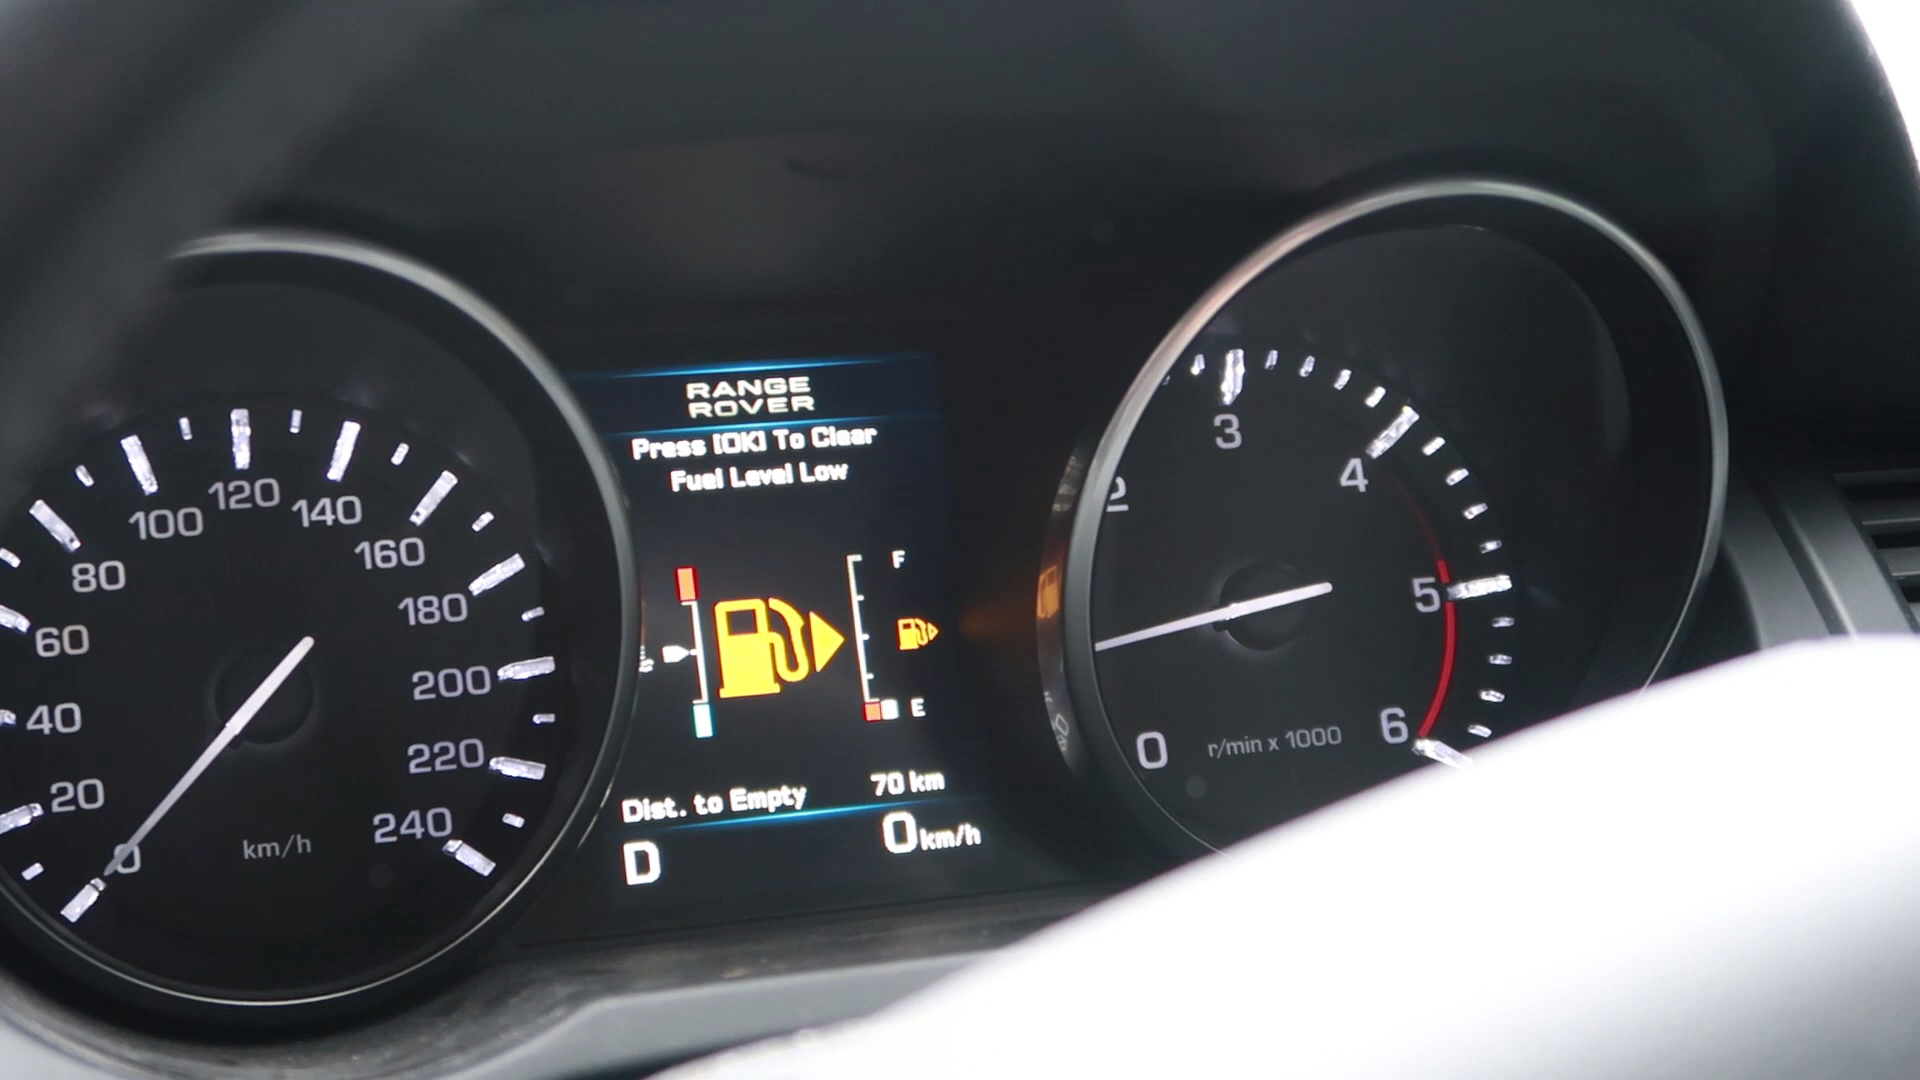 20
40
60
80
100
120
140
160
180
200
220
240
0
km/h
RANGE
ROVER
Press [OK] To Clear
Fuel Level Low
F
E
Dist. to Empty 70 km
D 0 km/h
2
3
4
5
6
0
r/min x 1000